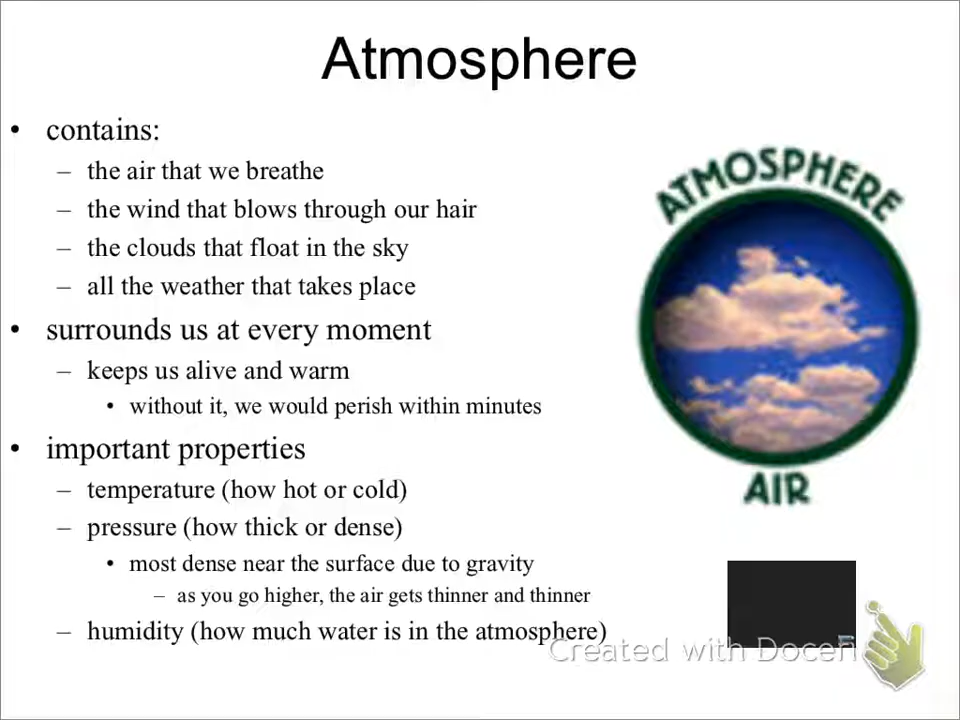 Atmosphere
• contains:
– the air that we breathe
– the wind that blows through our hair
– the clouds that float in the sky
– all the weather that takes place
• surrounds us at every moment
– keeps us alive and warm
• without it, we would perish within minutes
• important properties
– temperature (how hot or cold)
– pressure (how thick or dense)
• most dense near the surface due to gravity
– as you go higher, the air gets thinner and thinner
– humidity (how much water is in the atmosphere)
ATMOSPHERE
AIR
Created with